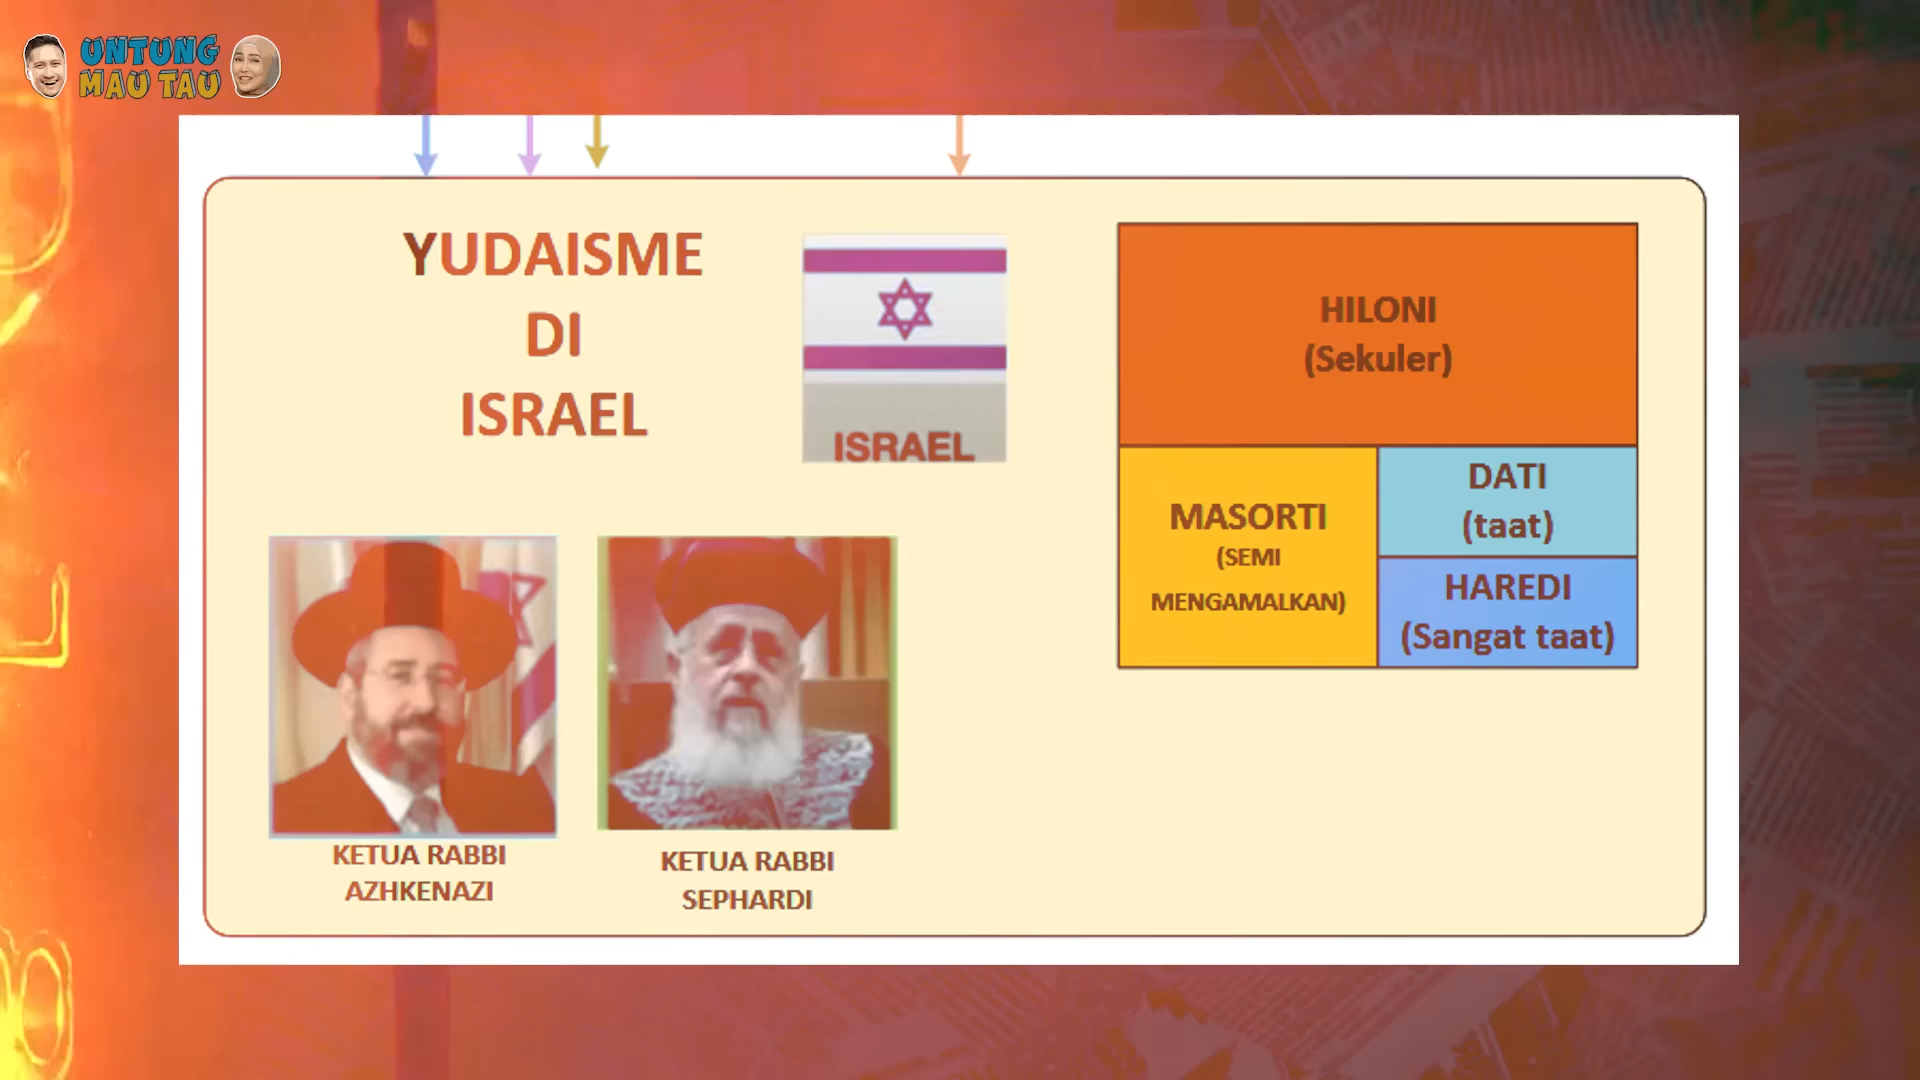 UNTUNG
MAU TAU
YUDAISME
DI
ISRAEL
ISRAEL
HILONI
(Sekuler)
MASORTI
(SEMI
MENGAMALKAN)
DATI
(taat)
HAREDI
(Sangat taat)
KETUA RABBI
AZHKENAZI
KETUA RABBI
SEPHARDI